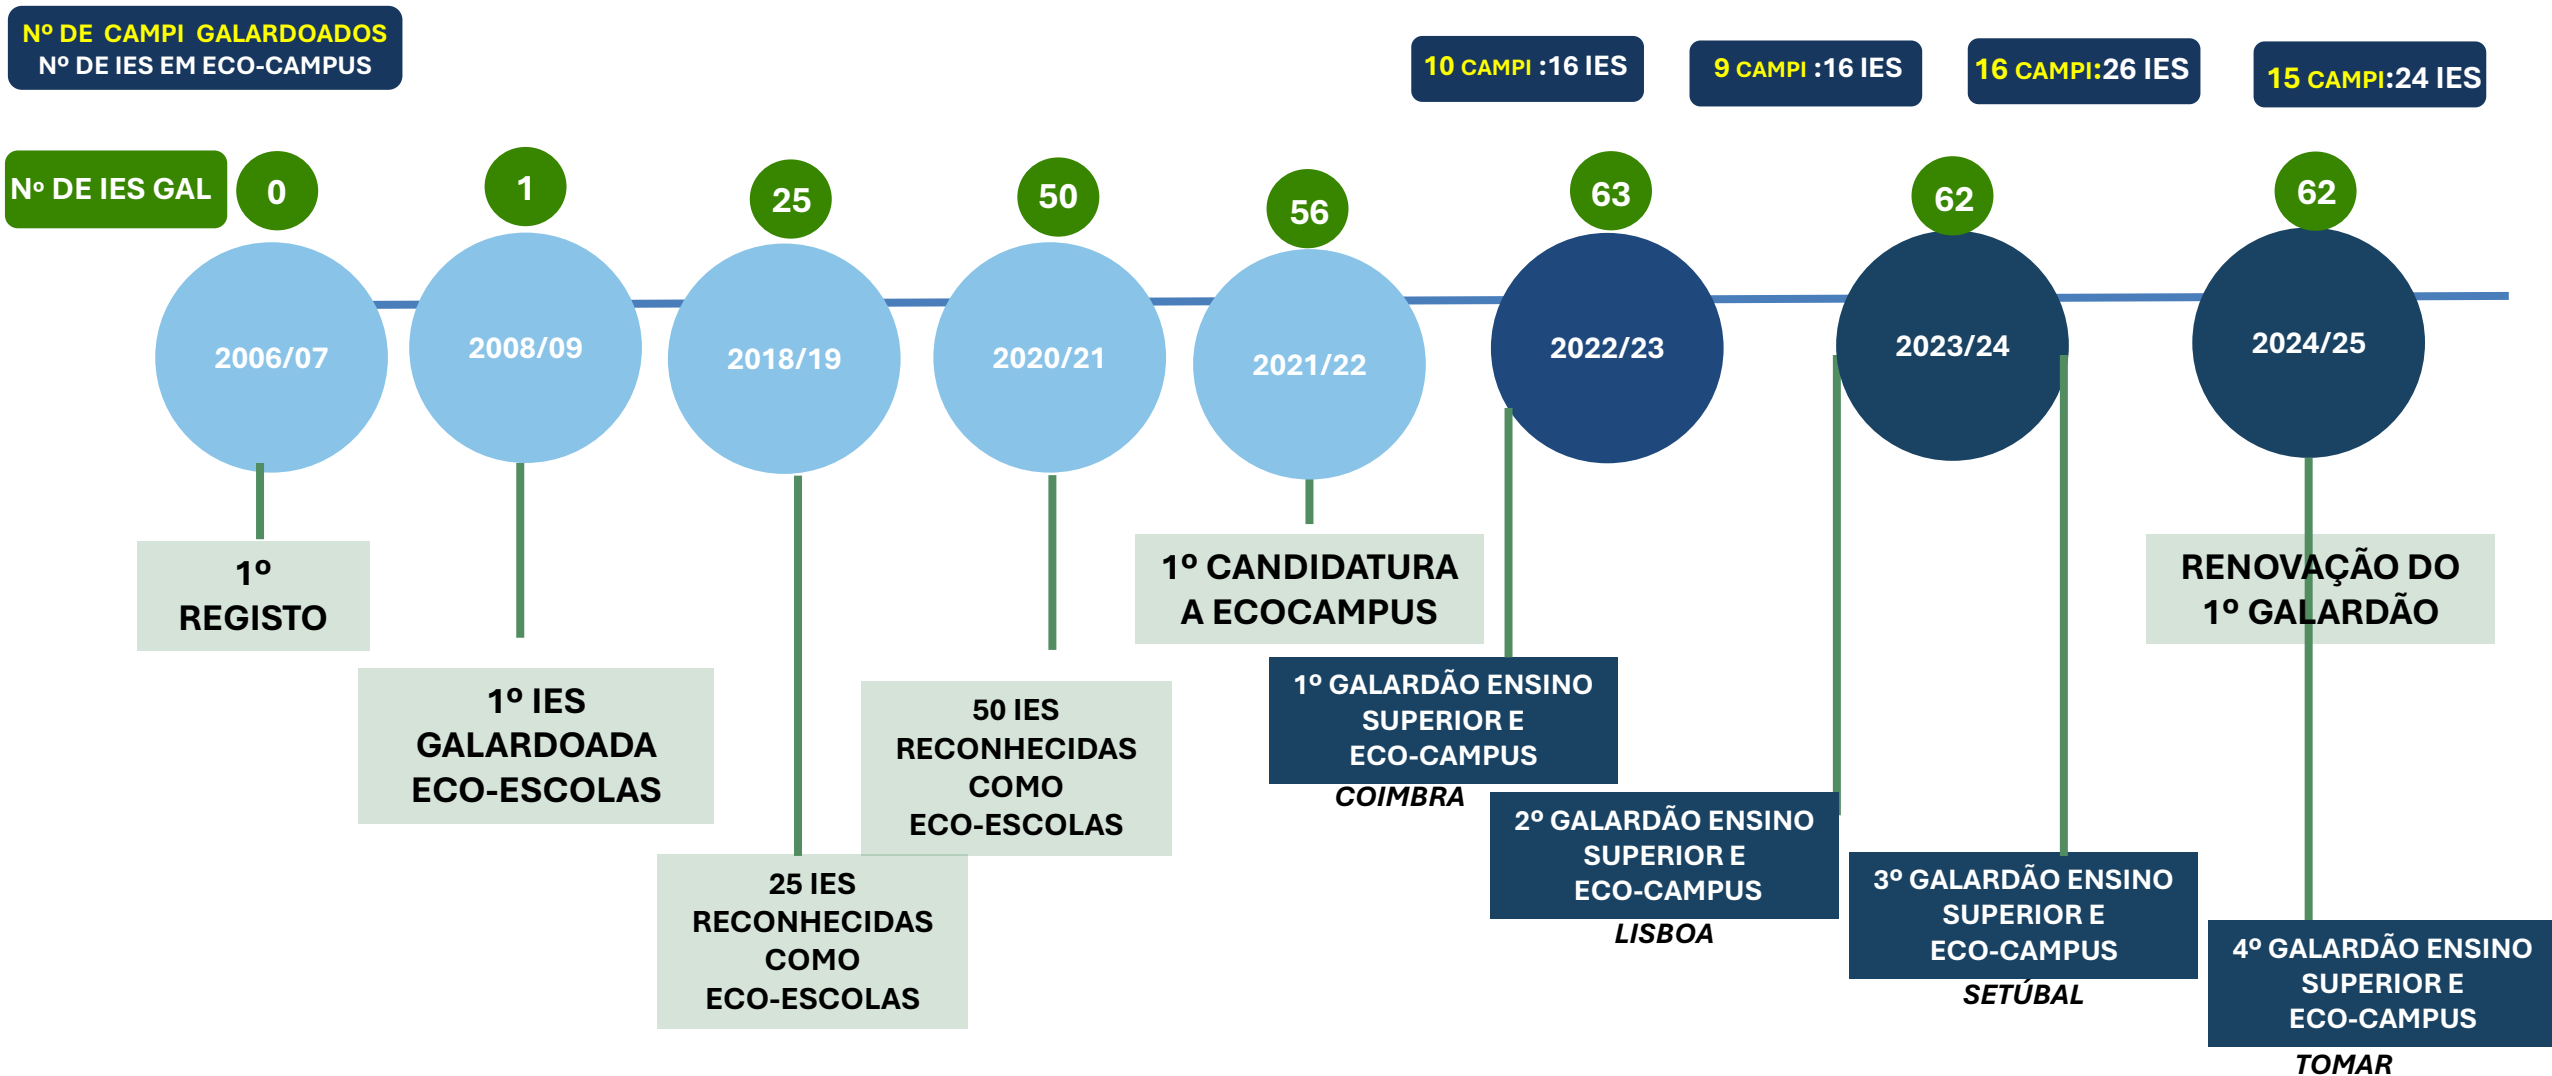 Nº DE CAMPI GALARDOADOS
Nº DE IES EM ECO-CAMPUS
10 CAMPI :16 IES
9 CAMPI :16 IES
16 CAMPI:26 IES
15 CAMPI:24 IES
Nº DE IES GAL
0
1
25
50
56
63
62
62
2006/07
2008/09
2018/19
2020/21
2021/22
2022/23
2023/24
2024/25
1º
REGISTO
1º IES
GALARDOADA
ECO-ESCOLAS
25 IES
RECONHECIDAS
COMO
ECO-ESCOLAS
50 IES
RECONHECIDAS
COMO
ECO-ESCOLAS
1º CANDIDATURA
A ECOCAMPUS
1º GALARDÃO ENSINO
SUPERIOR E
ECO-CAMPUS
COIMBRA
2º GALARDÃO ENSINO
SUPERIOR E
ECO-CAMPUS
LISBOA
3º GALARDÃO ENSINO
SUPERIOR E
ECO-CAMPUS
SETÚBAL
RENOVAÇÃO DO
1º GALARDÃO
4º GALARDÃO ENSINO
SUPERIOR E
ECO-CAMPUS
TOMAR